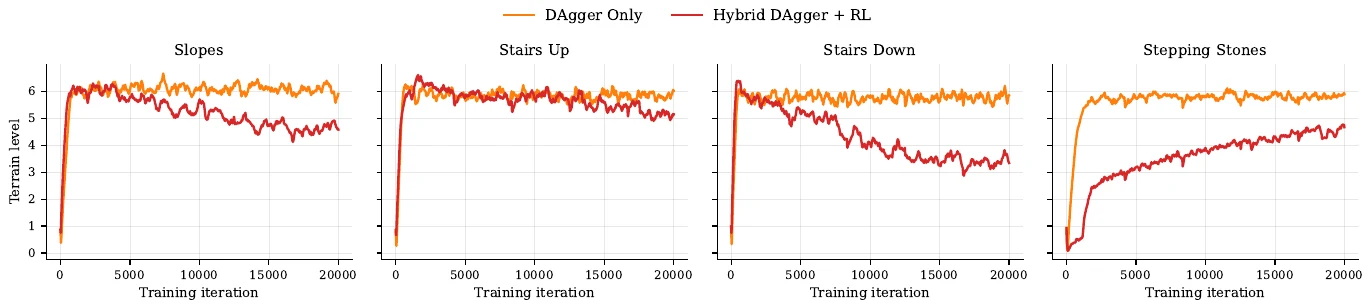 DAgger Only
Hybrid DAgger + RL
Slopes
Stairs Up
Stairs Down
Stepping Stones
Terrain level
6
5
4
3
2
1
0
0 5000 10000 15000 20000
0 5000 10000 15000 20000
0 5000 10000 15000 20000
0 5000 10000 15000 20000
Training iteration
Training iteration
Training iteration
Training iteration